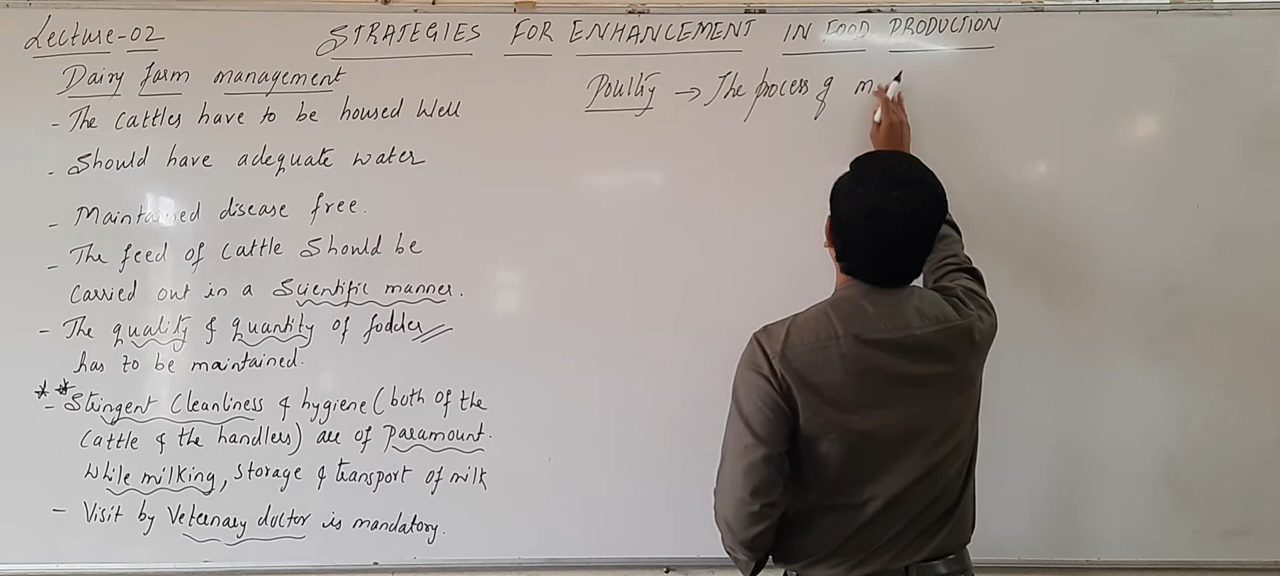 Lecture-02
STRATEGIES FOR ENHANCEMENT IN FOOD PRODUCTION
Dairy farm management
- The Cattles have to be housed well
- Should have adequate water
- Maintained disease free.
- The feed of Cattle Should be
Carried out in a Scientific manner.
- The quality & quantity of fodder
has to be maintained.
** - Stringent Cleanliness & hygiene (both of the
Cattle & the handlers) are of Paramount.
While milking, Storage & transport of milk
- Visit by Veternary doctor is mandatory.
Poultry → The process of m